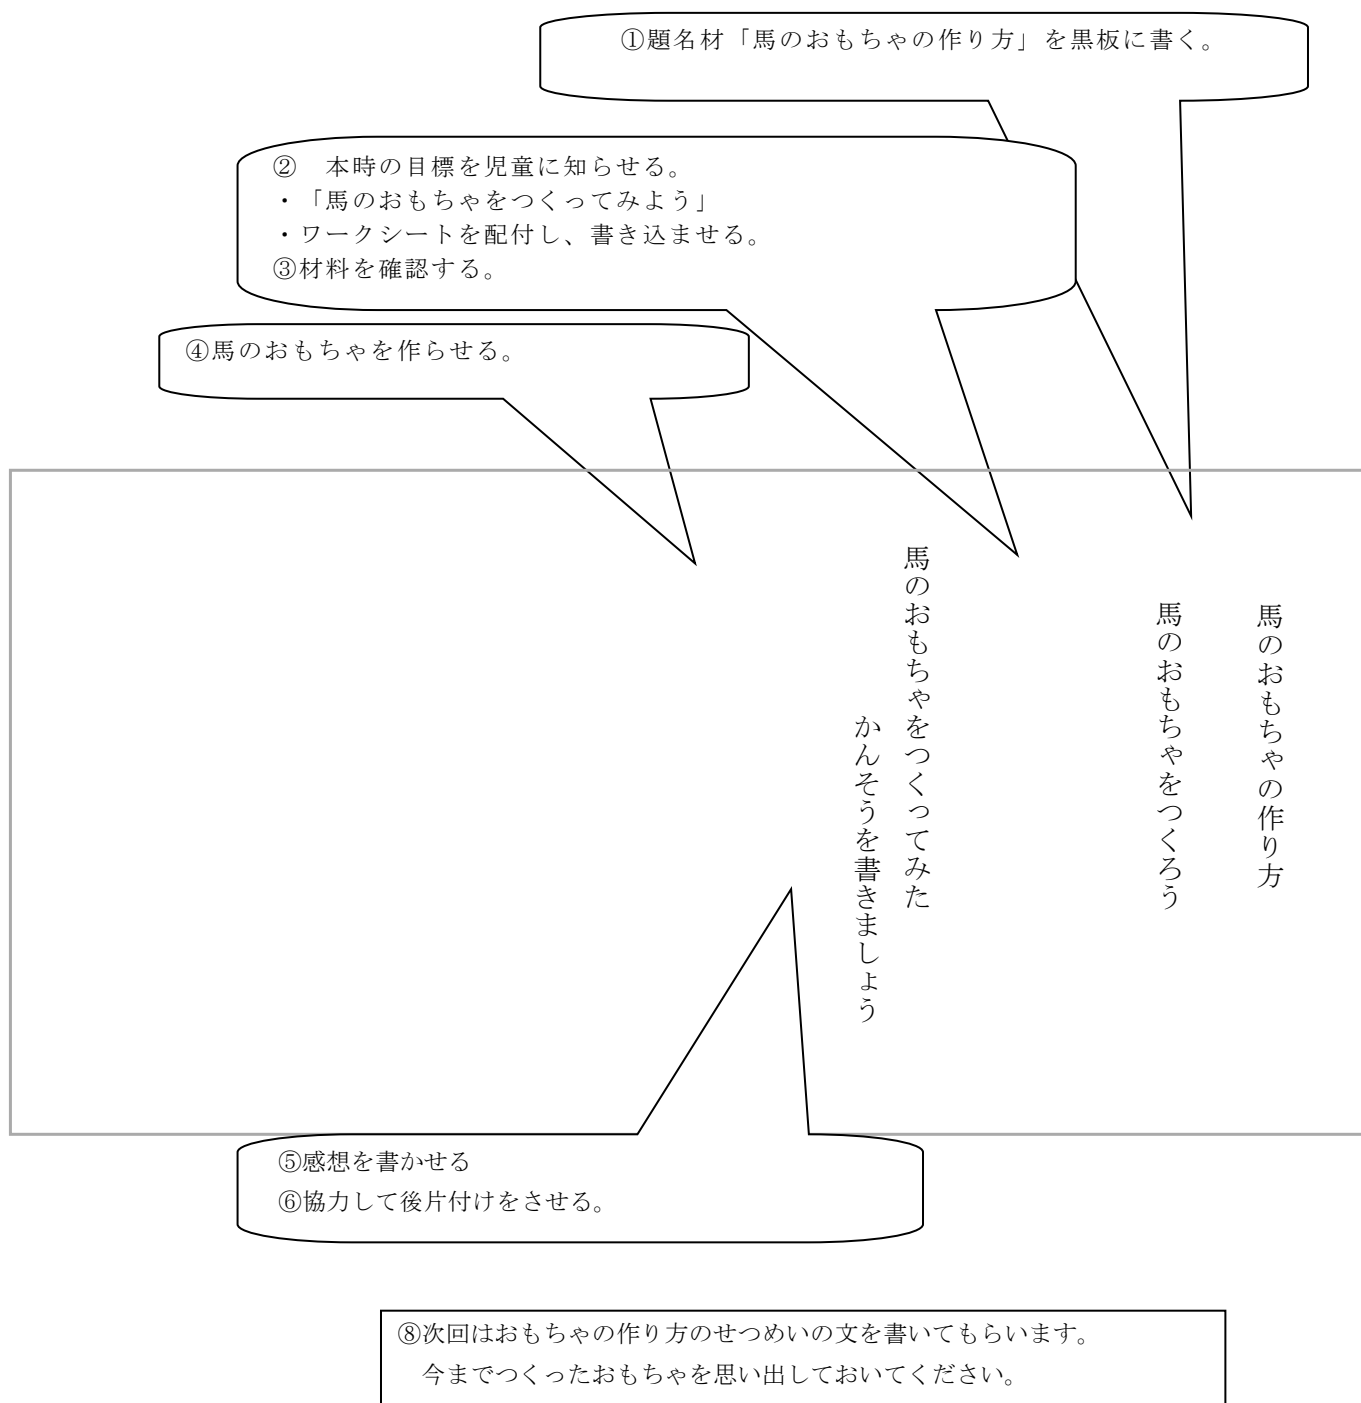 ①題名材「馬のおもちゃの作り方」を黒板に書く。
②　本時の目標を児童に知らせる。
・「馬のおもちゃをつくってみよう」
・ワークシートを配付し、書き込ませる。
③材料を確認する。
④馬のおもちゃを作らせる。
馬のおもちゃの作り方
馬のおもちゃをつくろう
馬のおもちゃをつくってみた
かんそうを書きましょう
⑤感想を書かせる
⑥協力して後片付けをさせる。
⑧次回はおもちゃの作り方のせつめいの文を書いてもらいます。
今までつくったおもちゃを思い出しておいてください。